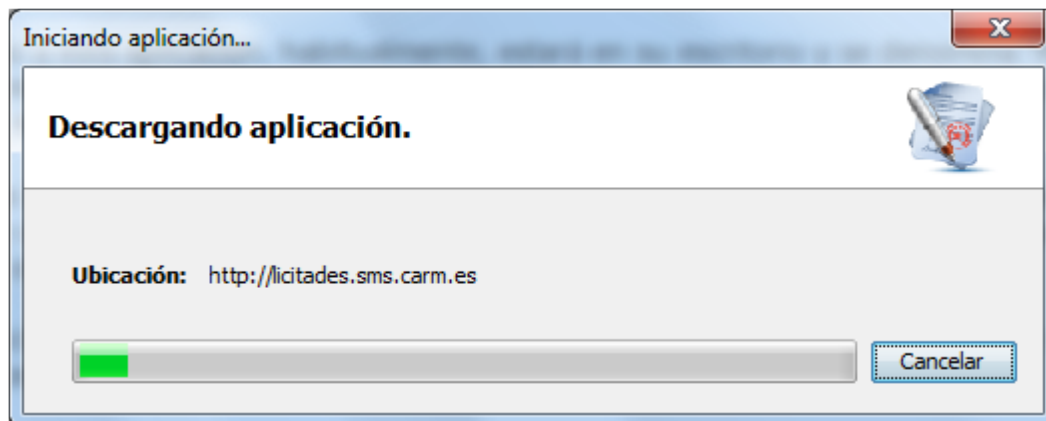 Iniciando aplicación...
Descargando aplicación.
Ubicación: http://licitades.sms.carm.es
Cancelar